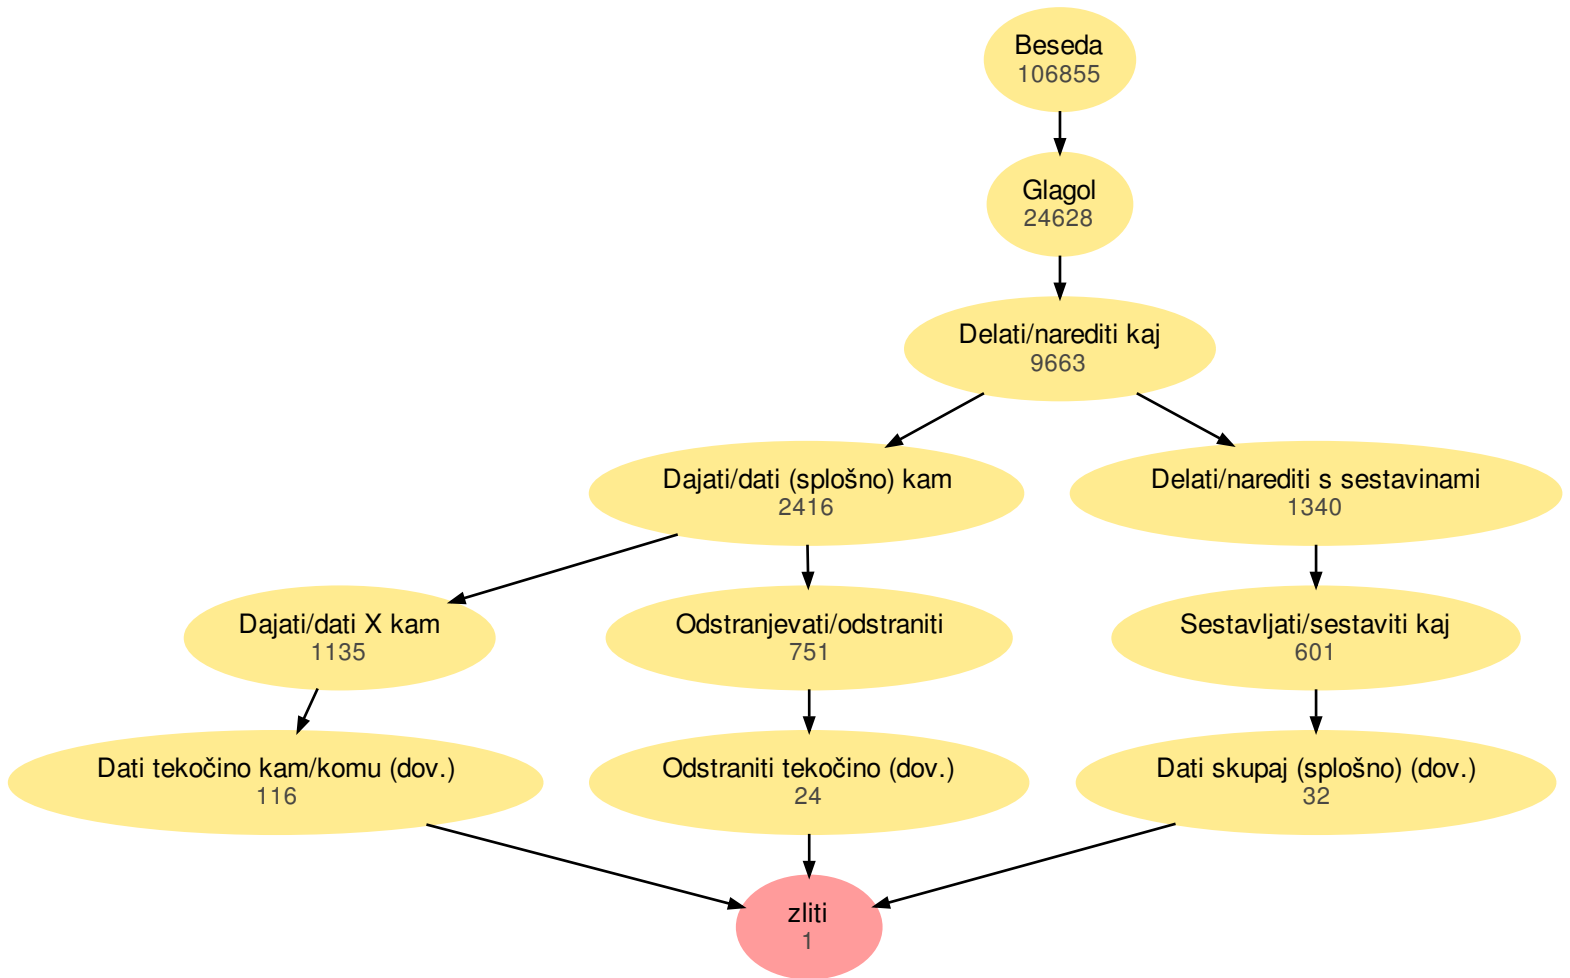 Beseda
106855
Glagol
24628
Delati/narediti kaj
9663
Dajati/dati (splošno) kam
2416
Delati/narediti s sestavinami
1340
Dajati/dati X kam
1135
Odstranjevati/odstraniti
751
Sestavljati/sestaviti kaj
601
Dati tekočino kam/komu (dov.)
116
Odstraniti tekočino (dov.)
24
Dati skupaj (splošno) (dov.)
32
zliti
1